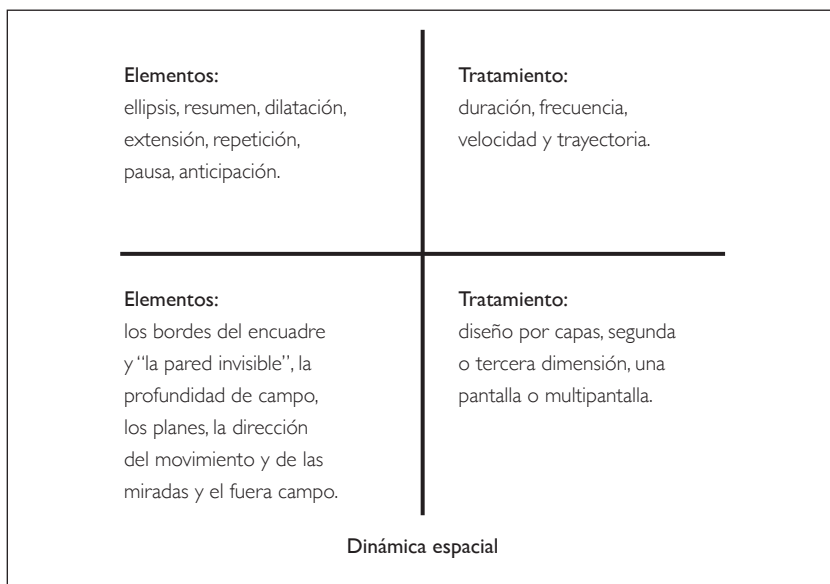 Elementos:
ellipsis, resumen, dilatación,
extensión, repetición,
pausa, anticipación.
Tratamiento:
duración, frecuencia,
velocidad y trayectoria.
Elementos:
los bordes del encuadre
y “la pared invisible”, la
profundidad de campo,
los planes, la dirección
del movimiento y de las
miradas y el fuera campo.
Tratamiento:
diseño por capas, segunda
o tercera dimensión, una
pantalla o multipantalla.
Dinámica espacial